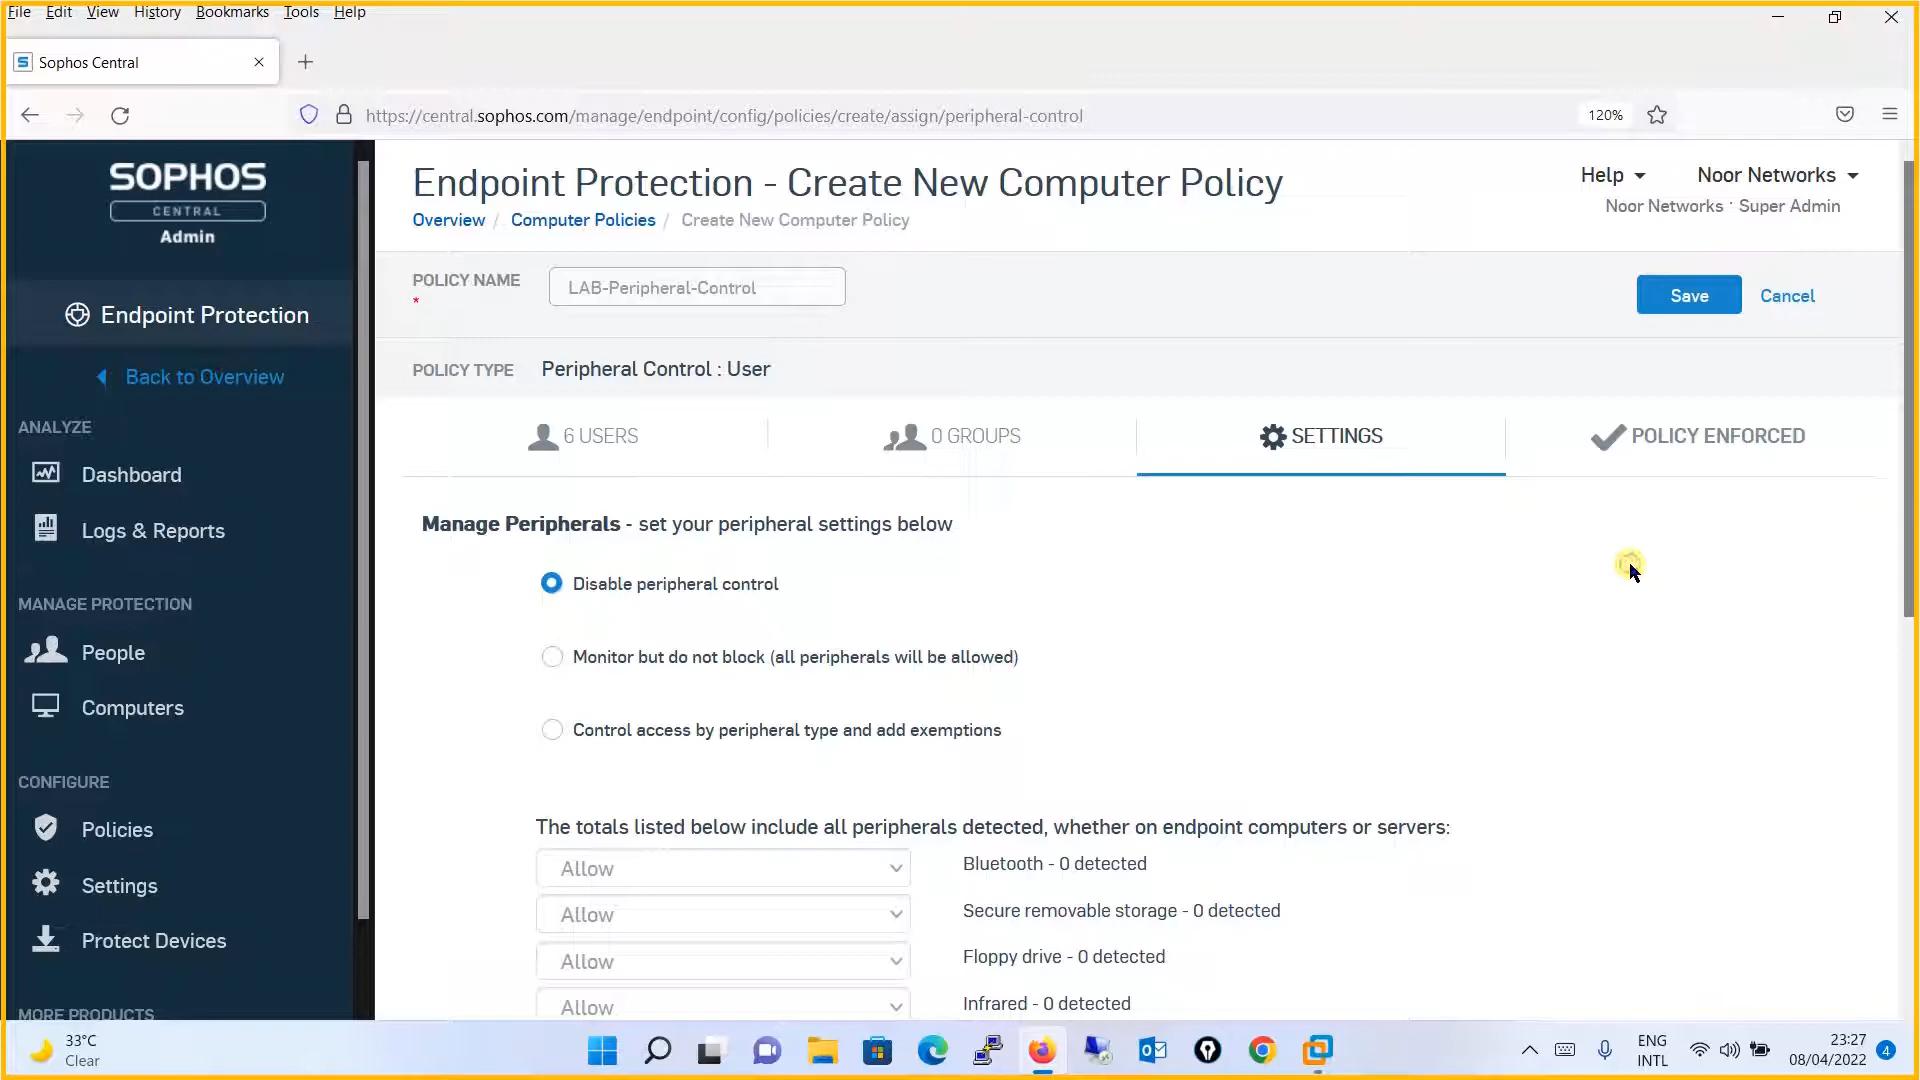 File Edit View History Bookmarks Tools Help
Sophos Central
https://central.sophos.com/manage/endpoint/config/policies/create/assign/peripheral-control
120%
SOPHOS
CENTRAL
Admin
Endpoint Protection
Back to Overview
ANALYZE
Dashboard
Logs & Reports
MANAGE PROTECTION
People
Computers
CONFIGURE
Policies
Settings
Protect Devices
MORE PRODUCTS
Endpoint Protection - Create New Computer Policy
Overview / Computer Policies / Create New Computer Policy
Help
Noor Networks
Noor Networks · Super Admin
POLICY NAME *
LAB-Peripheral-Control
Save
Cancel
POLICY TYPE
Peripheral Control : User
6 USERS
0 GROUPS
SETTINGS
POLICY ENFORCED
Manage Peripherals - set your peripheral settings below
Disable peripheral control
Monitor but do not block (all peripherals will be allowed)
Control access by peripheral type and add exemptions
The totals listed below include all peripherals detected, whether on endpoint computers or servers:
Allow
Bluetooth - 0 detected
Allow
Secure removable storage - 0 detected
Allow
Floppy drive - 0 detected
Allow
Infrared - 0 detected
33°C
Clear
ENG
INTL
23:27
08/04/2022
4